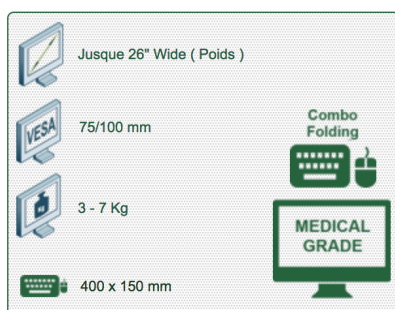 Jusque 26" Wide ( Poids )
VESA
75/100 mm
Combo
Folding
3 - 7 Kg
MEDICAL
GRADE
400 x 150 mm